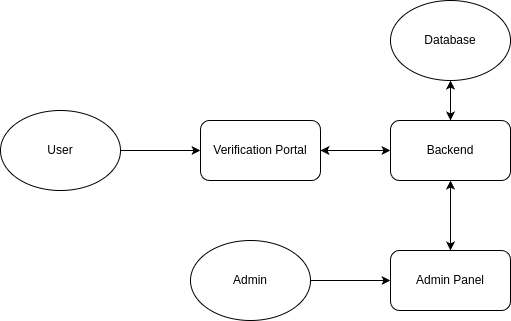 Database
User
Verification Portal
Backend
Admin
Admin Panel